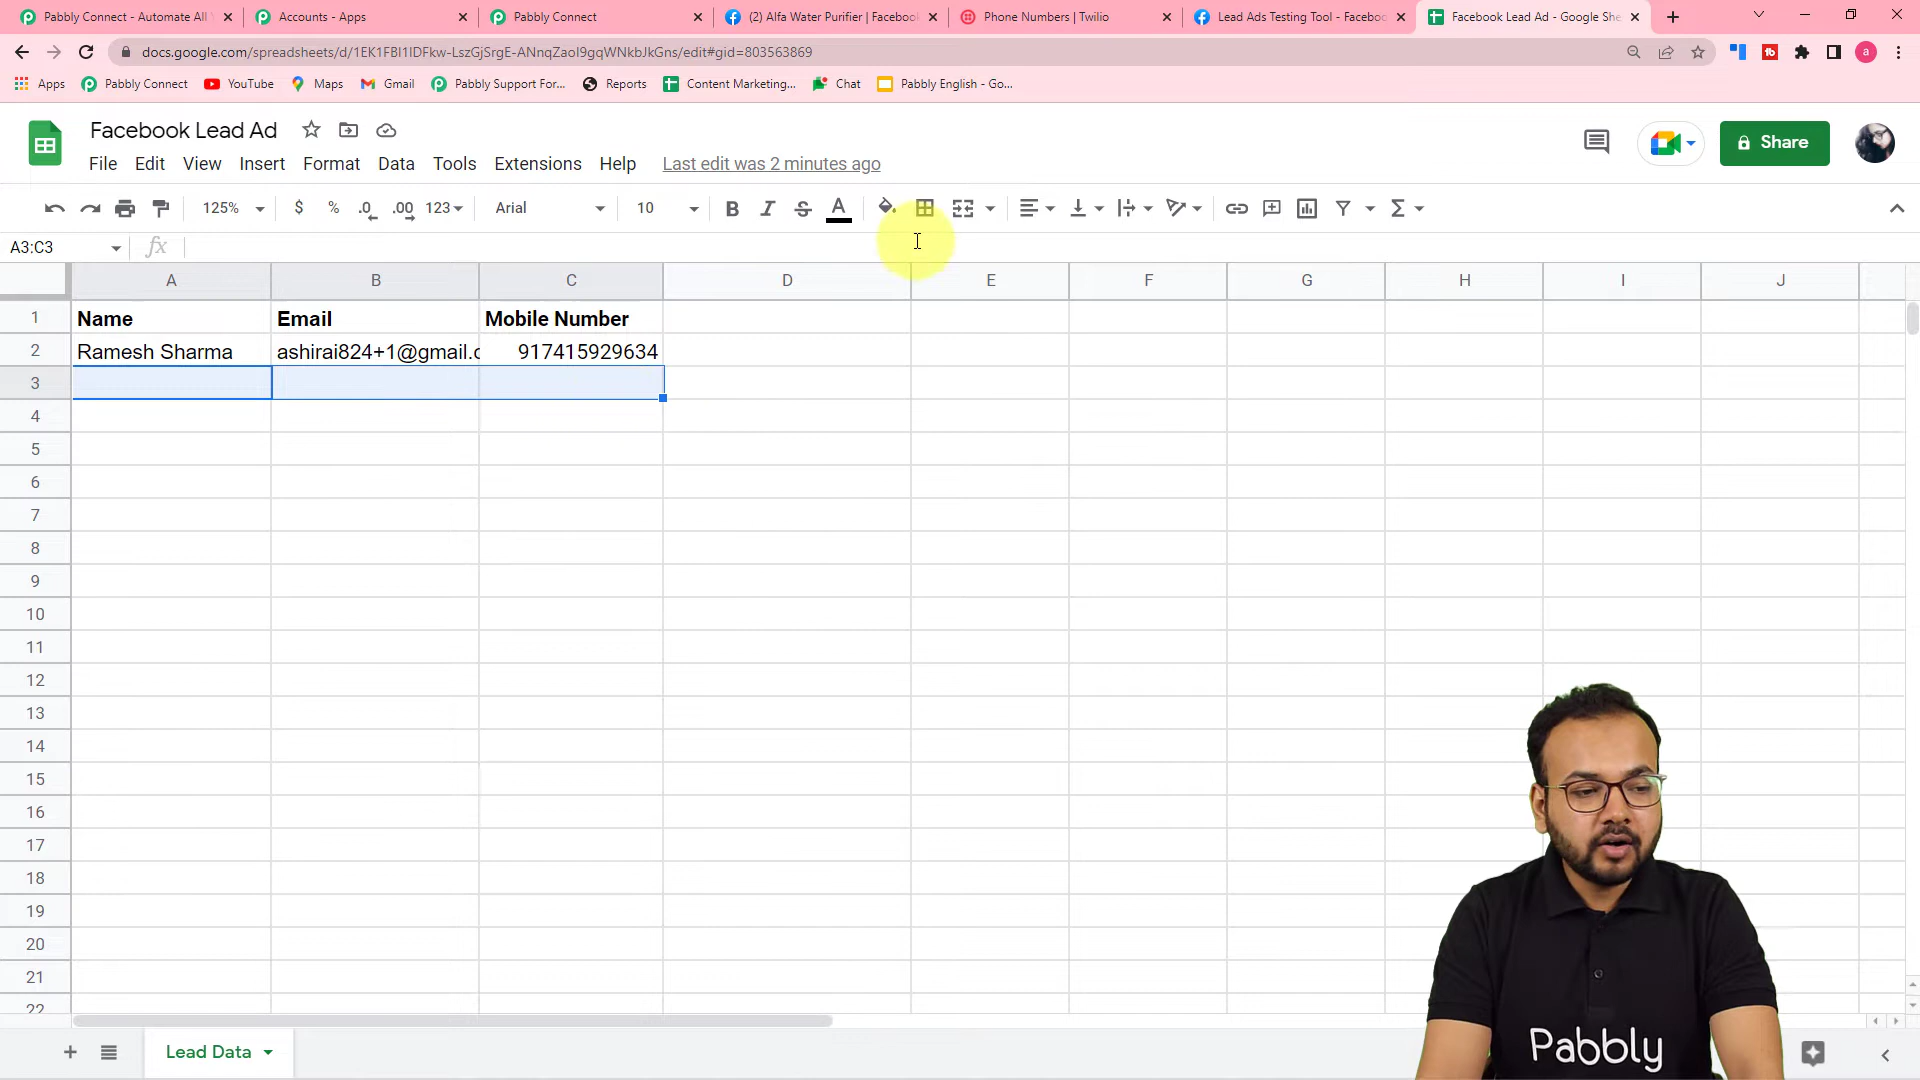 Pabbly Connect - Automate All
Accounts - Apps
Pabbly Connect
(2) Alfa Water Purifier | Facebook
Phone Numbers | Twilio
Lead Ads Testing Tool - Facebo
Facebook Lead Ad - Google She
docs.google.com/spreadsheets/d/1EK1FBI1IDFkw-LszGjSrgE-ANnqZaoI9gqWNkbJkGns/edit#gid=803563869
a
Apps
Pabbly Connect
YouTube
Maps
Gmail
Pabbly Support For...
Reports
Content Marketing...
Chat
Pabbly English - Go...
Facebook Lead Ad
Share
File Edit View Insert Format Data Tools Extensions Help Last edit was 2 minutes ago
125% $ % .0 .00 123 Arial 10 B I S A Σ
A3:C3 fx
A B C D E F G H I J
1 Name Email Mobile Number
2 Ramesh Sharma ashirai824+1@gmail.c 917415929634
3
4
5
6
7
8
9
10
11
12
13
14
15
16
17
18
19
20
21
22
Pabbly
+ Lead Data